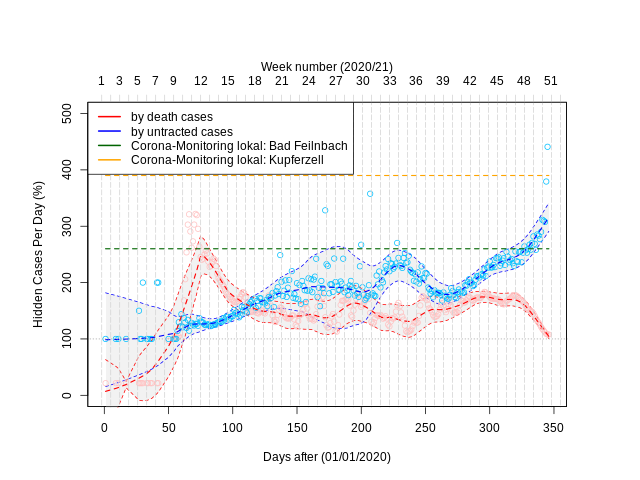 Week number (2020/21)
1 3 5 7 9 12 15 18 21 24 27 30 33 36 39 42 45 48 51
by death cases
by untracted cases
Corona-Monitoring lokal: Bad Feilnbach
Corona-Monitoring lokal: Kupferzell
Hidden Cases Per Day (%)
500
400
300
200
100
0
0 50 100 150 200 250 300 350
Days after (01/01/2020)